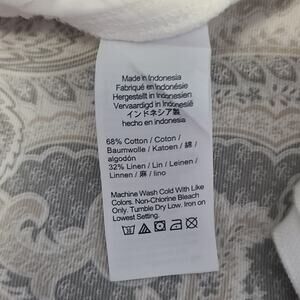 Made in Indonesia
Fabriqué en Indonésie
Hergestellt in Indonesien
Vervaardigd in Indonesië
インドネシア製
hecho en indonesia
68% Cotton / Coton /
Baumwolle / Katoen / 綿 /
algodón
32% Linen / Lin / Leinen /
Linnen / 麻 / lino
Machine Wash Cold With Like
Colors. Non-Chlorine Bleach
Only. Tumble Dry Low. Iron on
Lowest Setting.